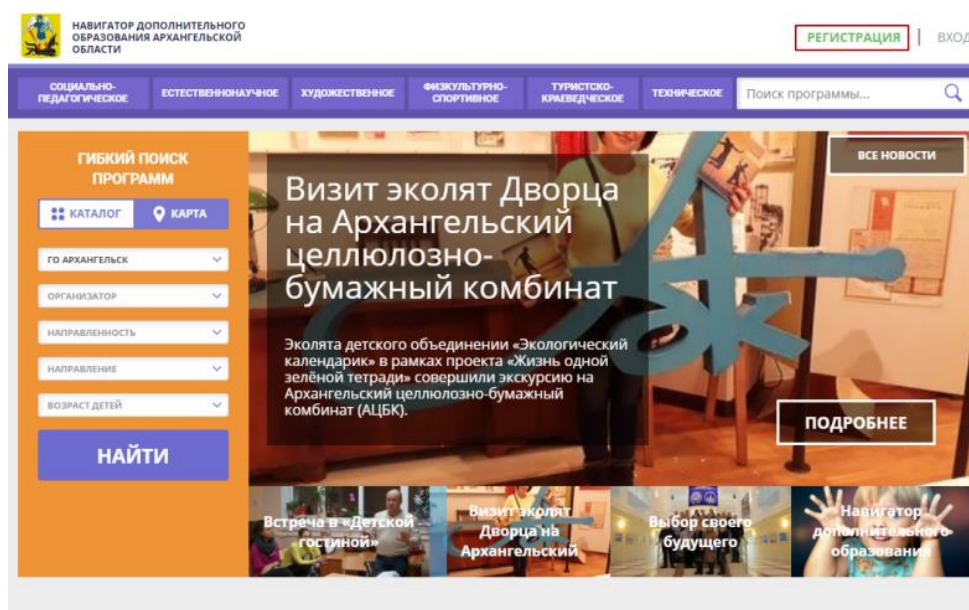 НАВИГАТОР ДОПОЛНИТЕЛЬНОГО
ОБРАЗОВАНИЯ АРХАНГЕЛЬСКОЙ
ОБЛАСТИ
РЕГИСТРАЦИЯ
ВХОД
СОЦИАЛЬНО-
ПЕДАГОГИЧЕСКОЕ
ЕСТЕСТВЕННОНАУЧНОЕ
ХУДОЖЕСТВЕННОЕ
ФИЗКУЛЬТУРНО-
СПОРТИВНОЕ
ТУРИСТСКО-
КРАЕВЕДЧЕСКОЕ
ТЕХНИЧЕСКОЕ
Поиск программы...
ГИБКИЙ ПОИСК
ПРОГРАММ
КАТАЛОГ
КАРТА
ГО АРХАНГЕЛЬСК
ОРГАНИЗАТОР
НАПРАВЛЕННОСТЬ
НАПРАВЛЕНИЕ
ВОЗРАСТ ДЕТЕЙ
НАЙТИ
ВСЕ НОВОСТИ
Визит эколят Дворца
на Архангельский
целлюлозно-
бумажный комбинат
Эколята детского объединении «Экологический
календарик» в рамках проекта «Жизнь одной
зелёной тетради» совершили экскурсию на
Архангельский целлюлозно-бумажный
комбинат (АЦБК).
ПОДРОБНЕЕ
Встреча в «Детской
гостиной»
Визит эколят
Дворца на
Архангельский
Выбор своего
будущего
Навигатор
дополнительного
образования